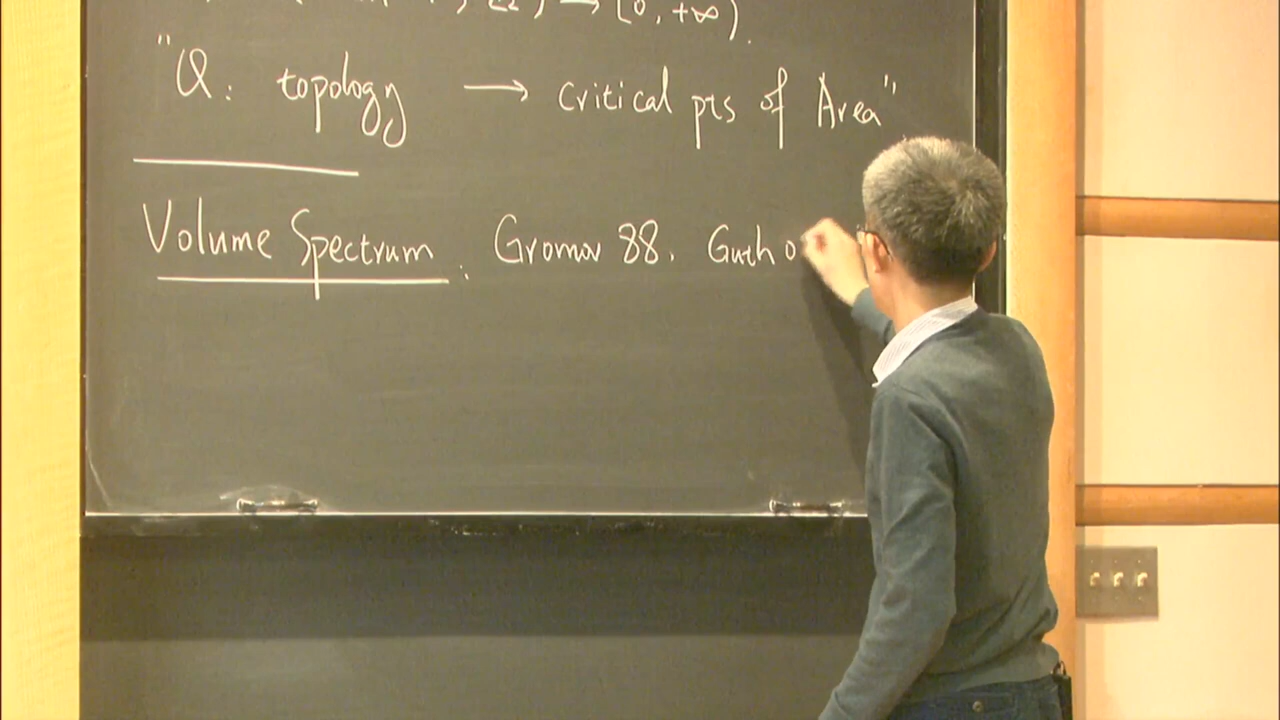 → [0, +∞).
"Q: topology → critical pts of Area"
Volume Spectrum: Gromov 88. Guth 0